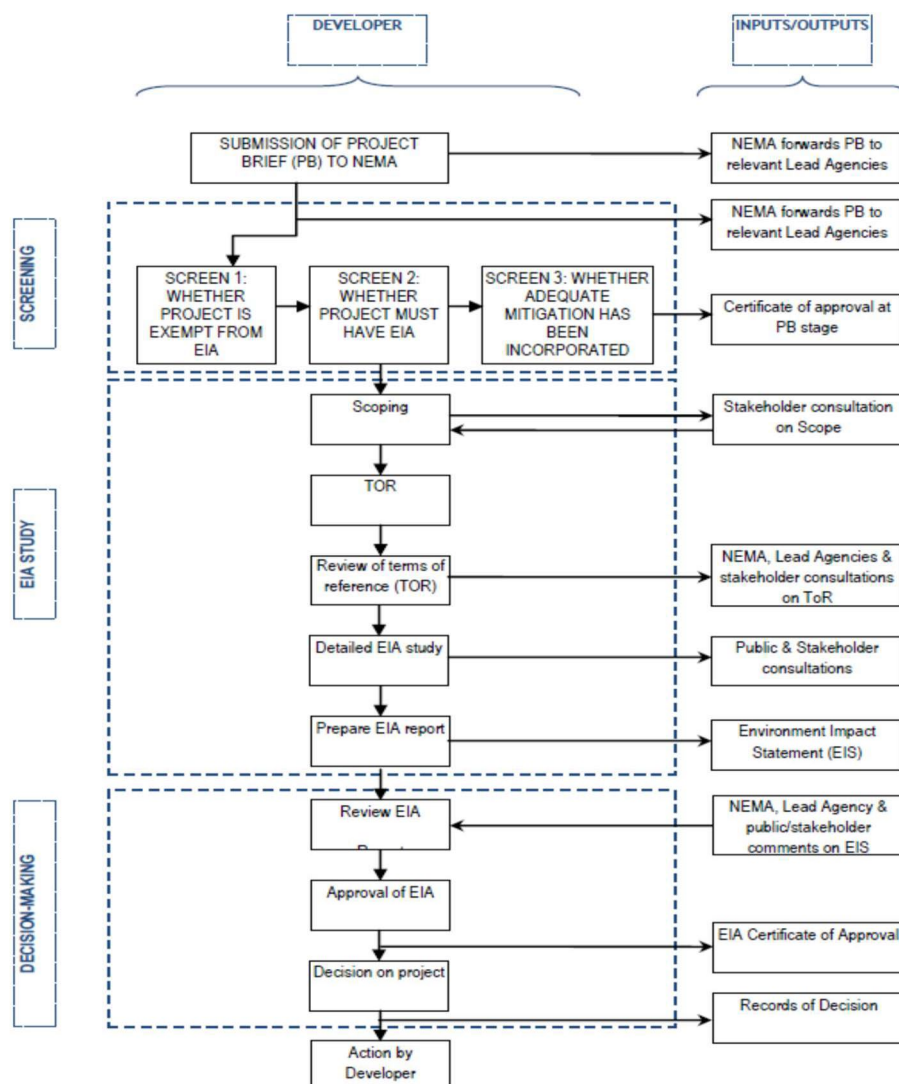 DEVELOPER
INPUTS/OUTPUTS
SUBMISSION OF PROJECT
BRIEF (PB) TO NEMA
NEMA forwards PB to
relevant Lead Agencies
SCREENING
NEMA forwards PB to
relevant Lead Agencies
SCREEN 1:
WHETHER
PROJECT IS
EXEMPT FROM
EIA
SCREEN 2:
WHETHER
PROJECT MUST
HAVE EIA
SCREEN 3: WHETHER
ADEQUATE
MITIGATION HAS
BEEN
INCORPORATED
Certificate of approval at
PB stage
EIA STUDY
Scoping
Stakeholder consultation
on Scope
TOR
Review of terms of
reference (TOR)
NEMA, Lead Agencies &
stakeholder consultations
on ToR
Detailed EIA study
Public & Stakeholder
consultations
Prepare EIA report
Environment Impact
Statement (EIS)
DECISION-MAKING
Review EIA
NEMA, Lead Agency &
public/stakeholder
comments on EIS
Approval of EIA
EIA Certificate of Approval
Decision on project
Records of Decision
Action by
Developer